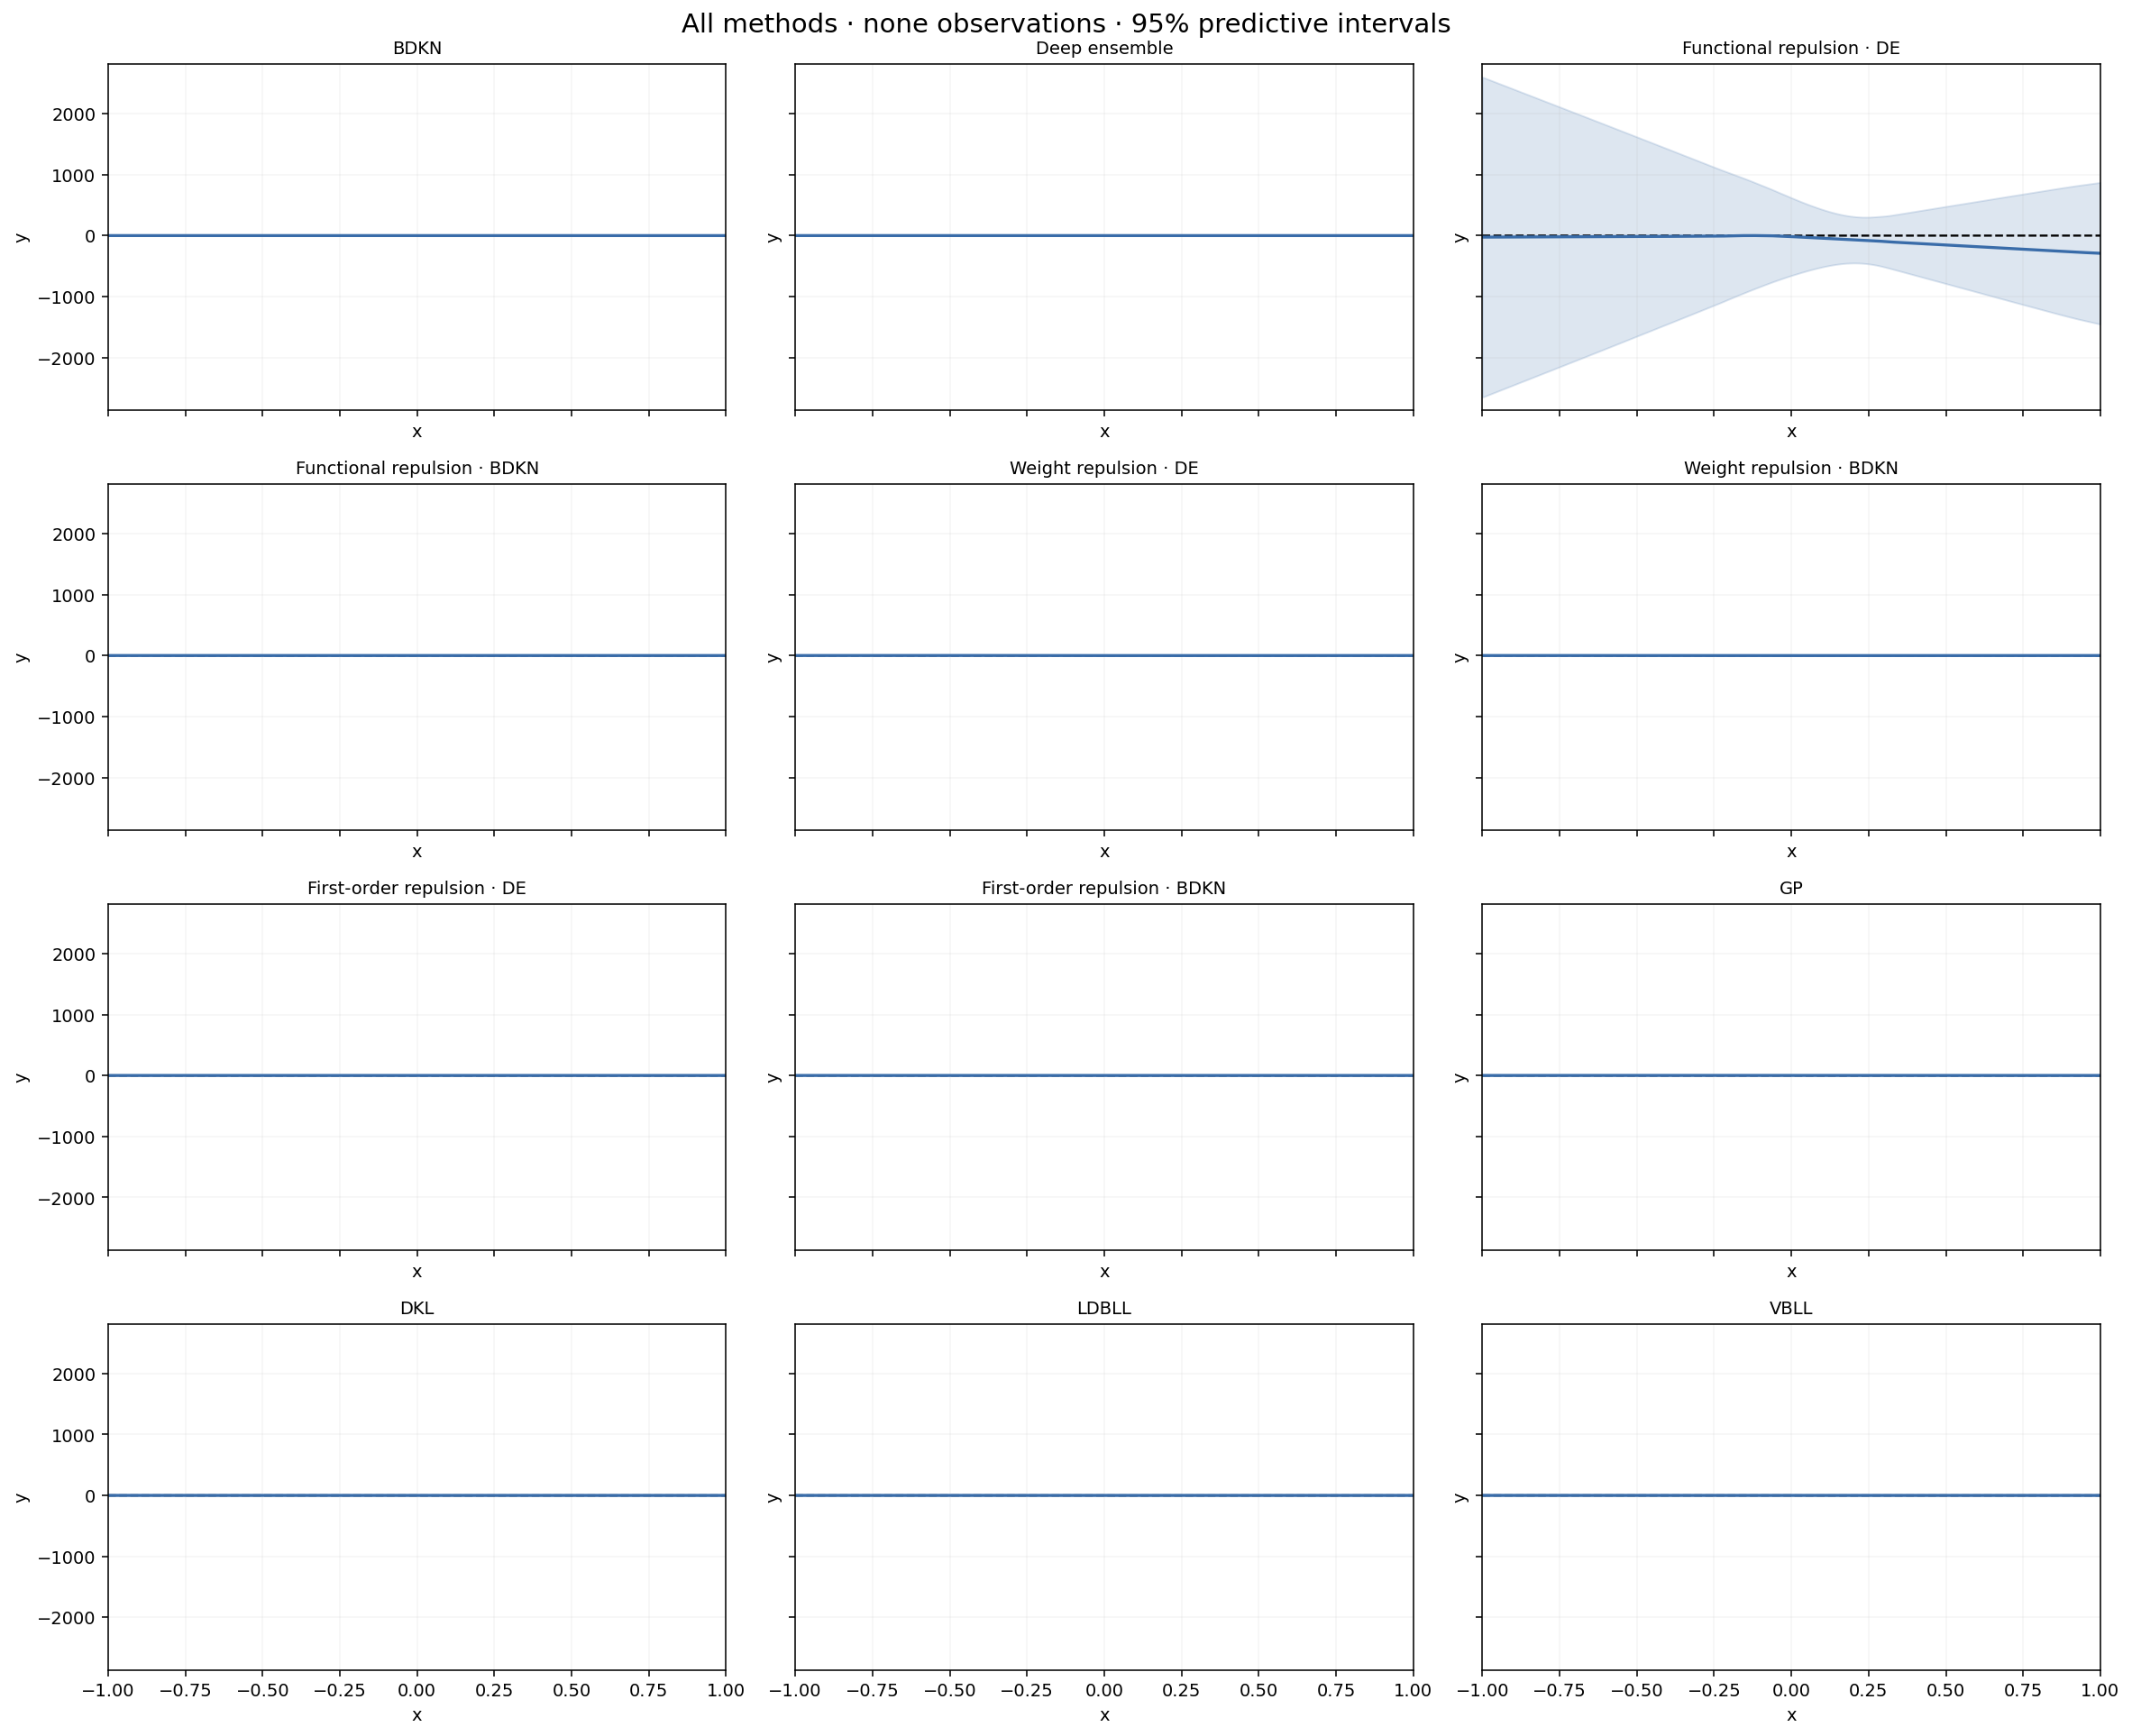 All methods · none observations · 95% predictive intervals
BDKN
Deep ensemble
Functional repulsion · DE
2000
1000
0
−1000
−2000
y
y
y
x
x
x
Functional repulsion · BDKN
Weight repulsion · DE
Weight repulsion · BDKN
2000
1000
0
−1000
−2000
y
y
y
x
x
x
First-order repulsion · DE
First-order repulsion · BDKN
GP
2000
1000
0
−1000
−2000
y
y
y
x
x
x
DKL
LDBLL
VBLL
2000
1000
0
−1000
−2000
y
y
y
−1.00 −0.75 −0.50 −0.25 0.00 0.25 0.50 0.75 1.00
−1.00 −0.75 −0.50 −0.25 0.00 0.25 0.50 0.75 1.00
−1.00 −0.75 −0.50 −0.25 0.00 0.25 0.50 0.75 1.00
x
x
x